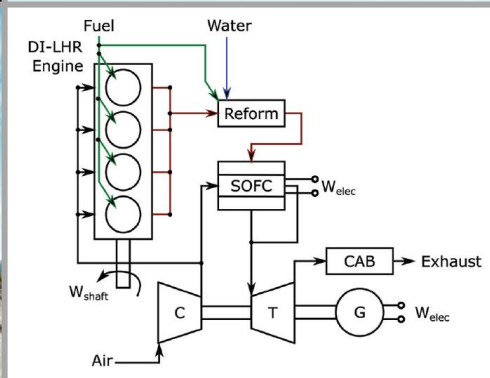 Fuel
Water
DI-LHR
Engine
Reform
SOFC
Welec
CAB
Exhaust
Wshaft
C
T
G
Welec
Air